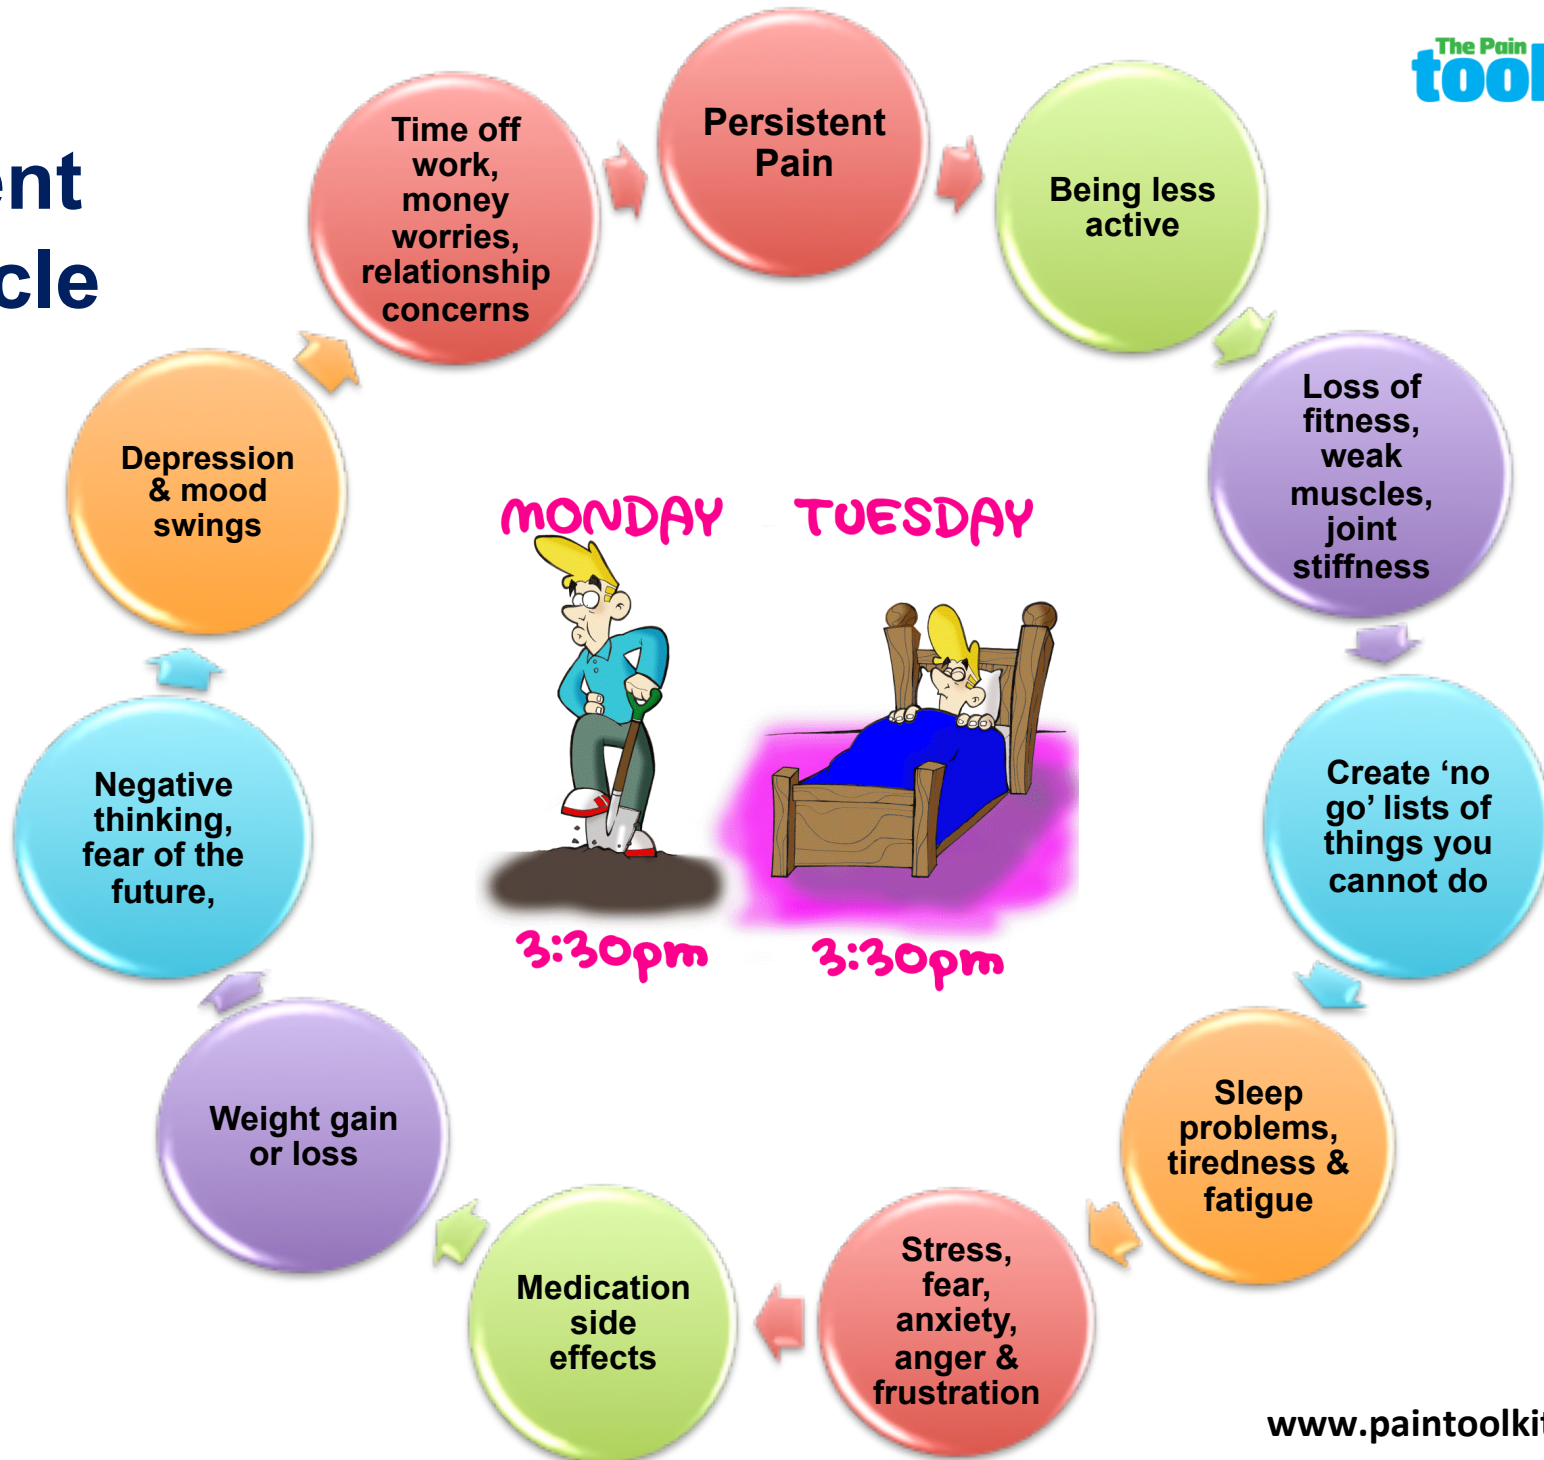 The Pain
tool
ent
cle
Persistent
Pain
Being less
active
Loss of
fitness,
weak
muscles,
joint
stiffness
Create ‘no
go’ lists of
things you
cannot do
Sleep
problems,
tiredness &
fatigue
Stress,
fear,
anxiety,
anger &
frustration
Medication
side
effects
Weight gain
or loss
Negative
thinking,
fear of the
future,
Depression
& mood
swings
Time off
work,
money
worries,
relationship
concerns
MONDAY TUESDAY
3:30pm 3:30pm
www.paintoolkit